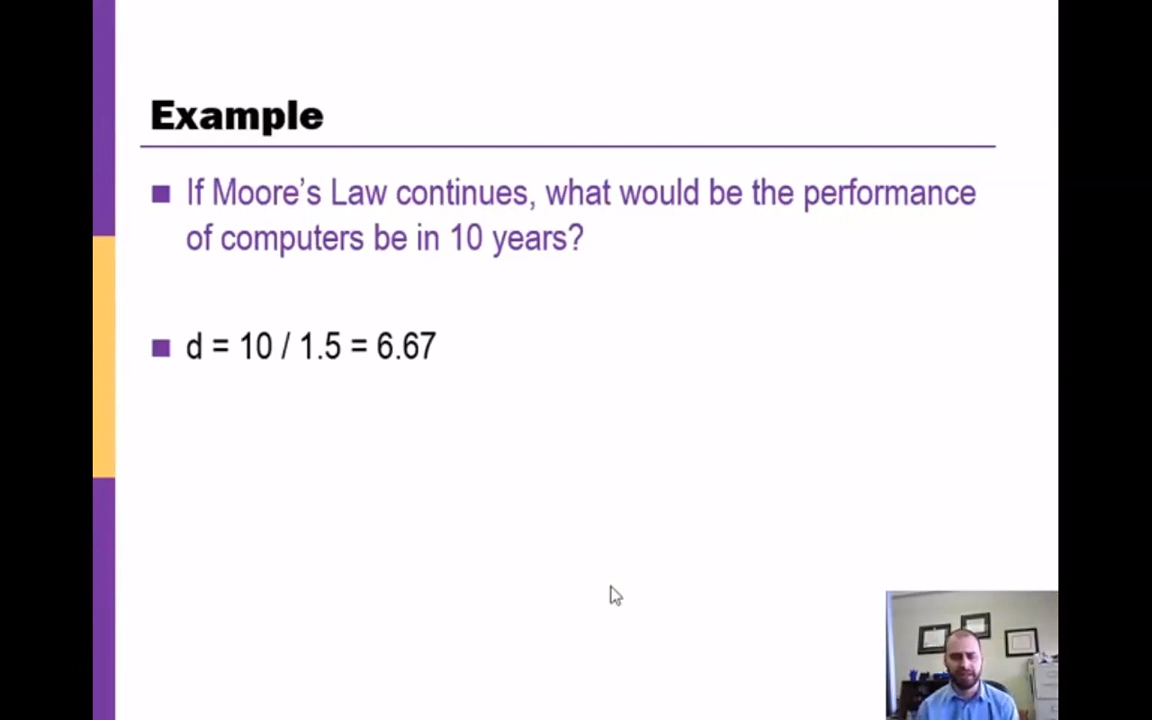 Example
If Moore's Law continues, what would be the performance
of computers be in 10 years?
d = 10 / 1.5 = 6.67